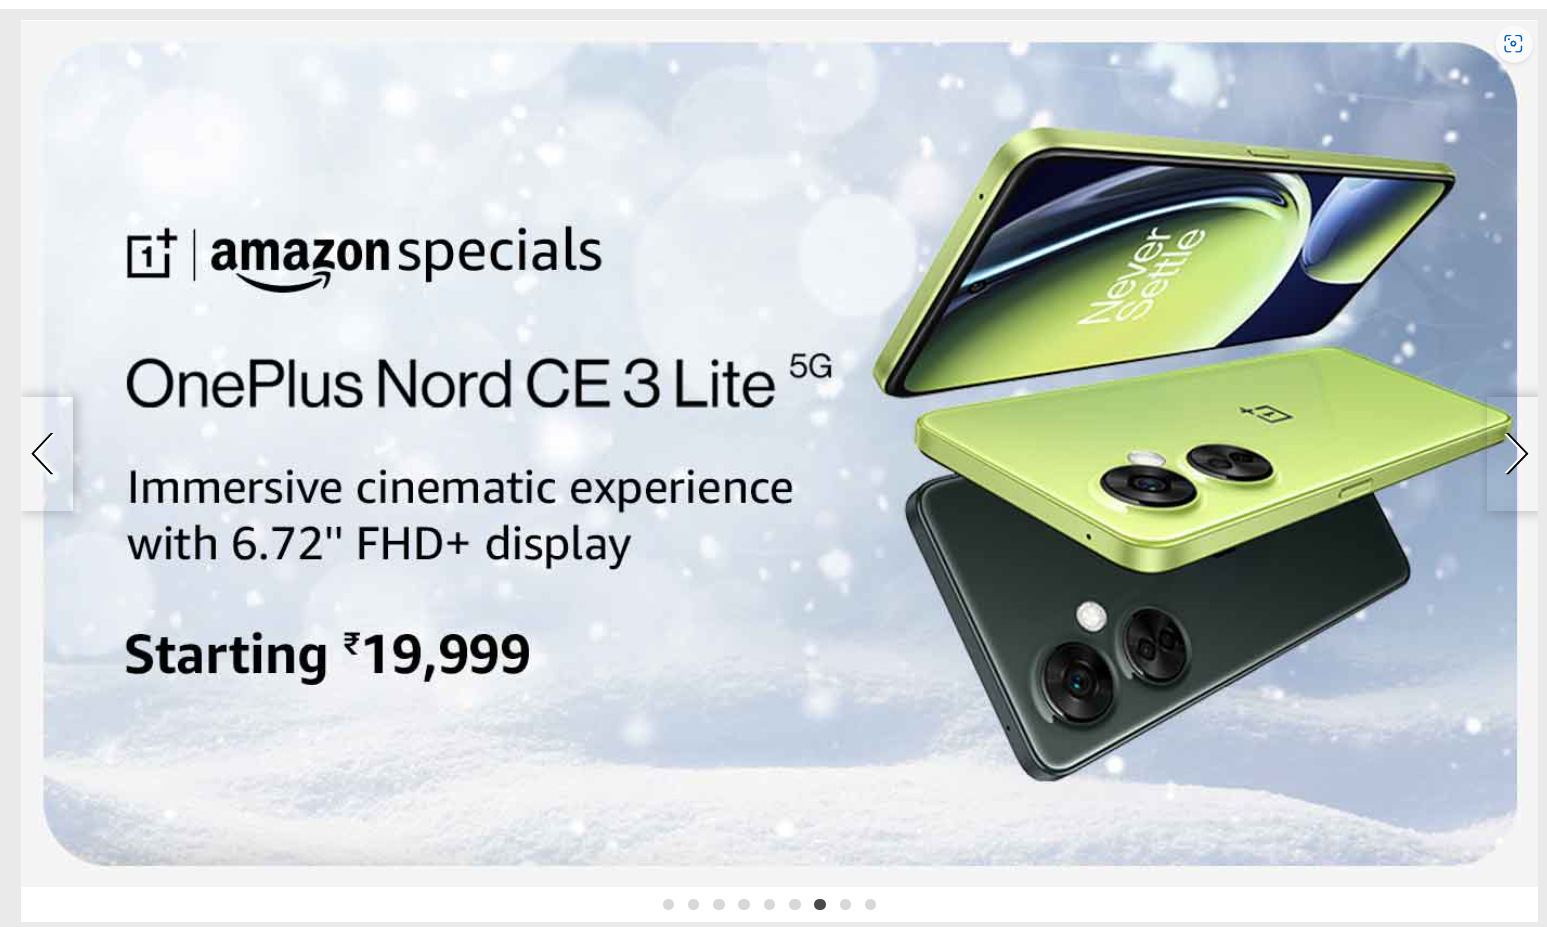 1+ | amazon specials
OnePlus Nord CE 3 Lite 5G
Immersive cinematic experience
with 6.72" FHD+ display
Starting ₹19,999
Never
Settle
1+